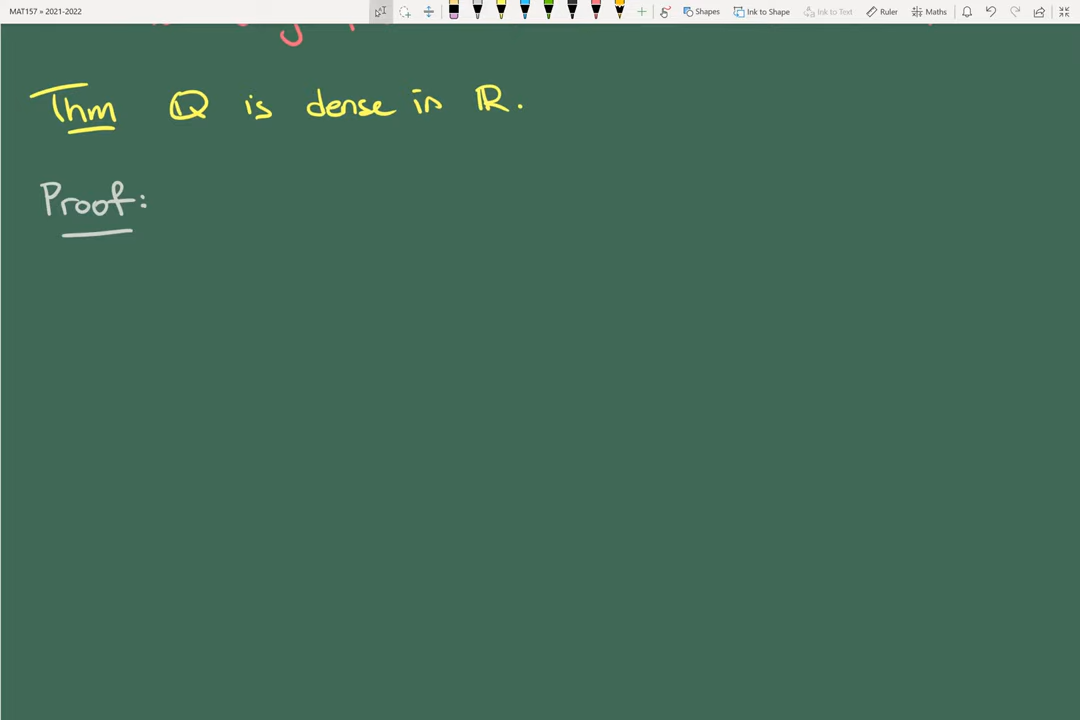 MAT157 » 2021-2022
Shapes Ink to Shape Ink to Text Ruler Maths
Thm ℚ is dense in ℝ.
Proof: